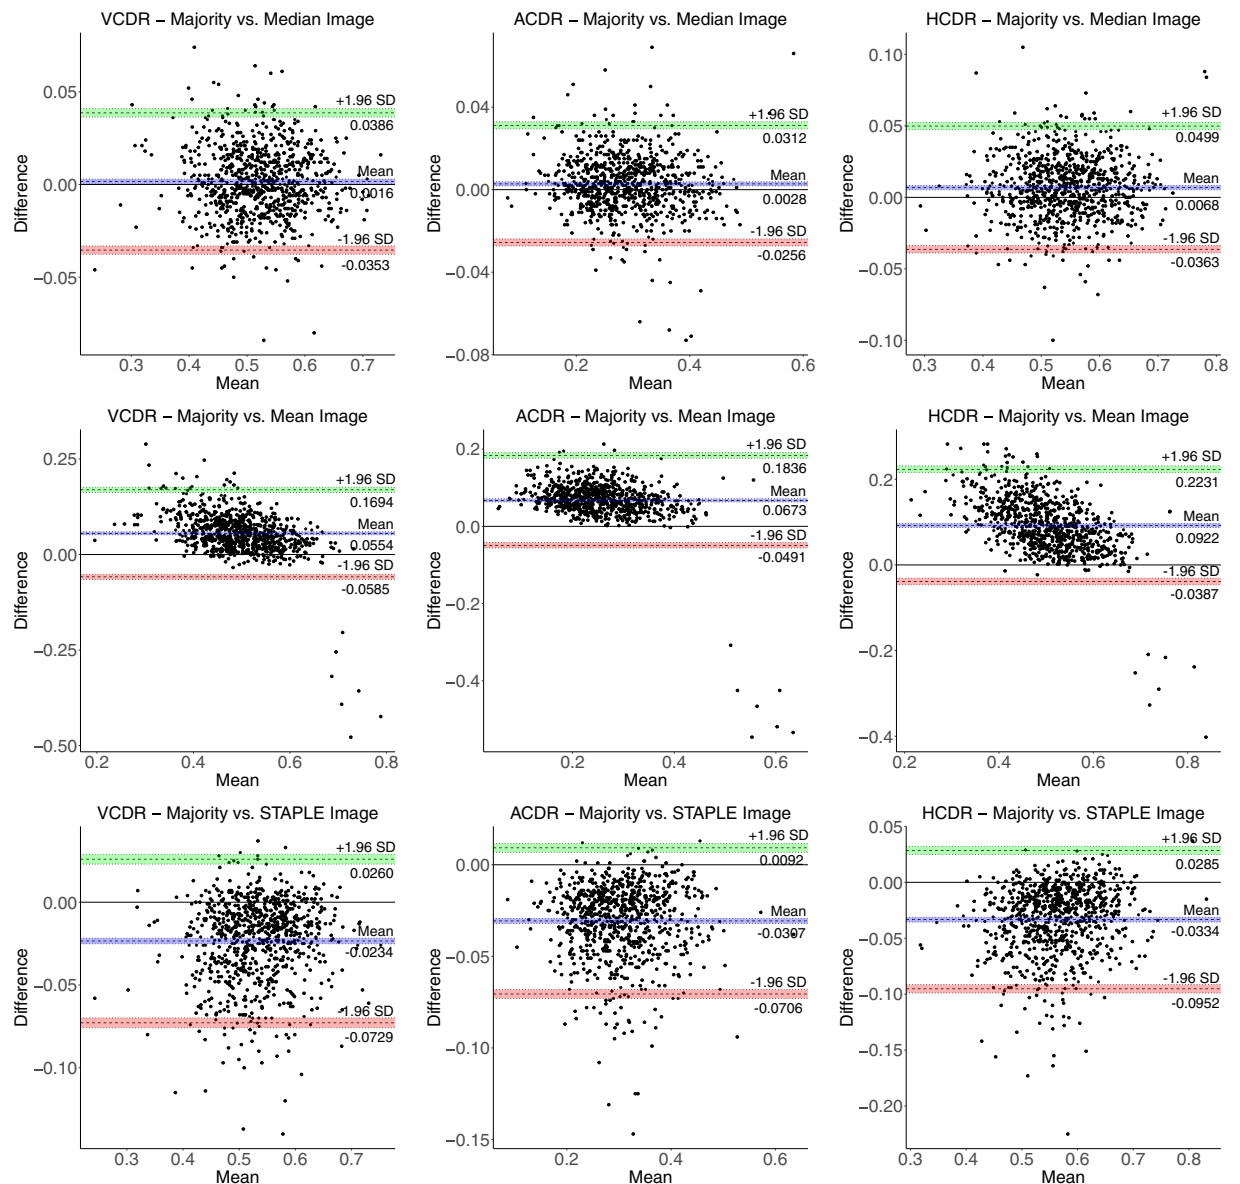 VCDR − Majority vs. Median Image
ACDR − Majority vs. Median Image
HCDR − Majority vs. Median Image
Difference
0.05
0.00
−0.05
+1.96 SD
0.0386
Mean
0.0016
-1.96 SD
-0.0353
0.3 0.4 0.5 0.6 0.7
Mean
Difference
0.04
0.00
−0.04
−0.08
+1.96 SD
0.0312
Mean
0.0028
-1.96 SD
-0.0256
0.2 0.4 0.6
Mean
Difference
0.10
0.05
0.00
−0.05
−0.10
+1.96 SD
0.0499
Mean
0.0068
-1.96 SD
-0.0363
0.3 0.4 0.5 0.6 0.7 0.8
Mean
VCDR − Majority vs. Mean Image
ACDR − Majority vs. Mean Image
HCDR − Majority vs. Mean Image
Difference
0.25
0.00
−0.25
−0.50
+1.96 SD
0.1694
Mean
0.0554
-1.96 SD
-0.0585
0.2 0.4 0.6 0.8
Mean
Difference
0.2
0.0
−0.2
−0.4
+1.96 SD
0.1836
Mean
0.0673
-1.96 SD
-0.0491
0.2 0.4 0.6
Mean
Difference
0.2
0.0
−0.2
−0.4
+1.96 SD
0.2231
Mean
0.0922
-1.96 SD
-0.0387
0.2 0.4 0.6 0.8
Mean
VCDR − Majority vs. STAPLE Image
ACDR − Majority vs. STAPLE Image
HCDR − Majority vs. STAPLE Image
Difference
0.00
−0.05
−0.10
+1.96 SD
0.0260
Mean
-0.0234
-1.96 SD
-0.0729
0.3 0.4 0.5 0.6 0.7
Mean
Difference
0.00
−0.05
−0.10
−0.15
+1.96 SD
0.0092
Mean
-0.0307
-1.96 SD
-0.0706
0.2 0.4 0.6
Mean
Difference
0.05
0.00
−0.05
−0.10
−0.15
−0.20
+1.96 SD
0.0285
Mean
-0.0334
-1.96 SD
-0.0952
0.3 0.4 0.5 0.6 0.7 0.8
Mean